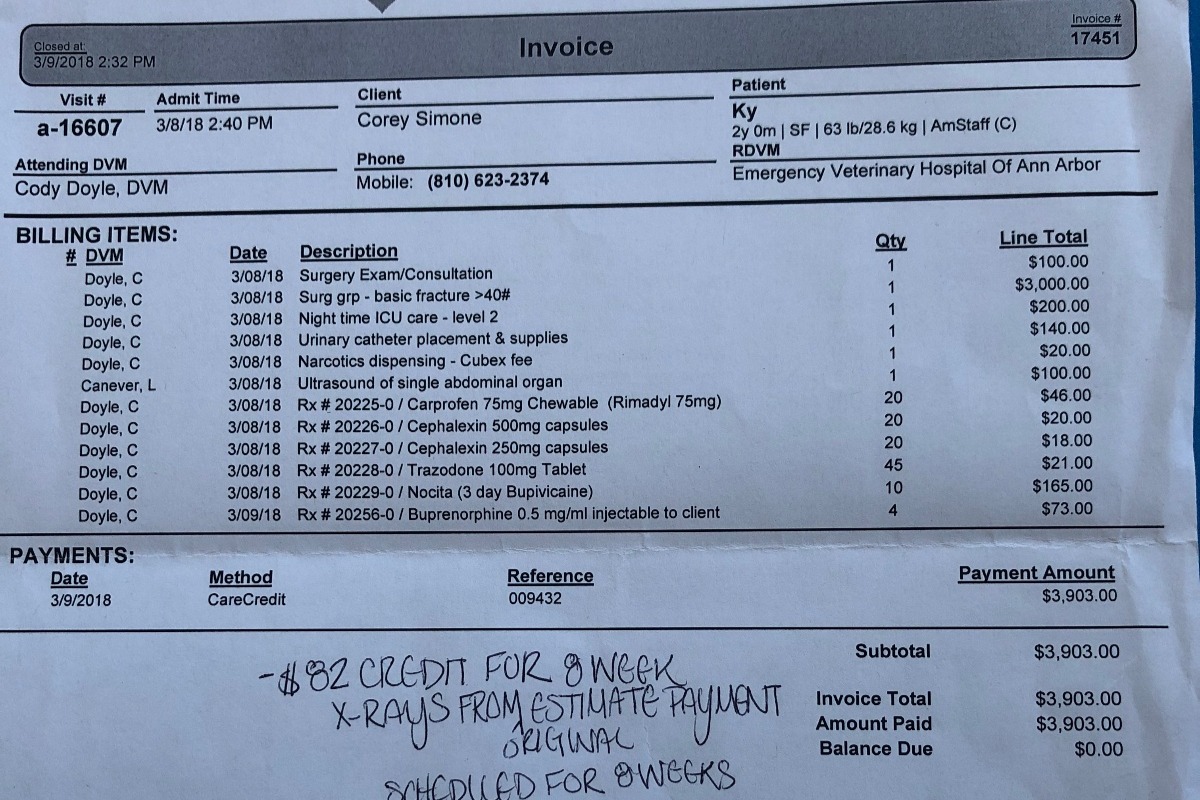 Closed at:
3/9/2018 2:32 PM
Invoice
Invoice #
17451
Visit #
a-16607
Admit Time
3/8/18 2:40 PM
Client
Corey Simone
Patient
Ky
2y 0m | SF | 63 lb/28.6 kg | AmStaff (C)
Attending DVM
Cody Doyle, DVM
Phone
Mobile: (810) 623-2374
RDVM
Emergency Veterinary Hospital Of Ann Arbor
BILLING ITEMS:
# DVM Date Description Qty Line Total
Doyle, C 3/08/18 Surgery Exam/Consultation 1 $100.00
Doyle, C 3/08/18 Surg grp - basic fracture >40# 1 $3,000.00
Doyle, C 3/08/18 Night time ICU care - level 2 1 $200.00
Doyle, C 3/08/18 Urinary catheter placement & supplies 1 $140.00
Doyle, C 3/08/18 Narcotics dispensing - Cubex fee 1 $20.00
Canever, L 3/08/18 Ultrasound of single abdominal organ 1 $100.00
Doyle, C 3/08/18 Rx # 20225-0 / Carprofen 75mg Chewable (Rimadyl 75mg) 20 $46.00
Doyle, C 3/08/18 Rx # 20226-0 / Cephalexin 500mg capsules 20 $20.00
Doyle, C 3/08/18 Rx # 20227-0 / Cephalexin 250mg capsules 20 $18.00
Doyle, C 3/08/18 Rx # 20228-0 / Trazodone 100mg Tablet 45 $21.00
Doyle, C 3/08/18 Rx # 20229-0 / Nocita (3 day Bupivicaine) 10 $165.00
Doyle, C 3/09/18 Rx # 20256-0 / Buprenorphine 0.5 mg/ml injectable to client 4 $73.00
PAYMENTS:
Date Method Reference Payment Amount
3/9/2018 CareCredit 009432 $3,903.00
Subtotal $3,903.00
Invoice Total $3,903.00
Amount Paid $3,903.00
Balance Due $0.00
-$82 CREDIT FOR 8 WEEK
X-RAYS FROM ESTIMATE PAYMENT
ORIGINAL
SCHEDULED FOR 8 WEEKS